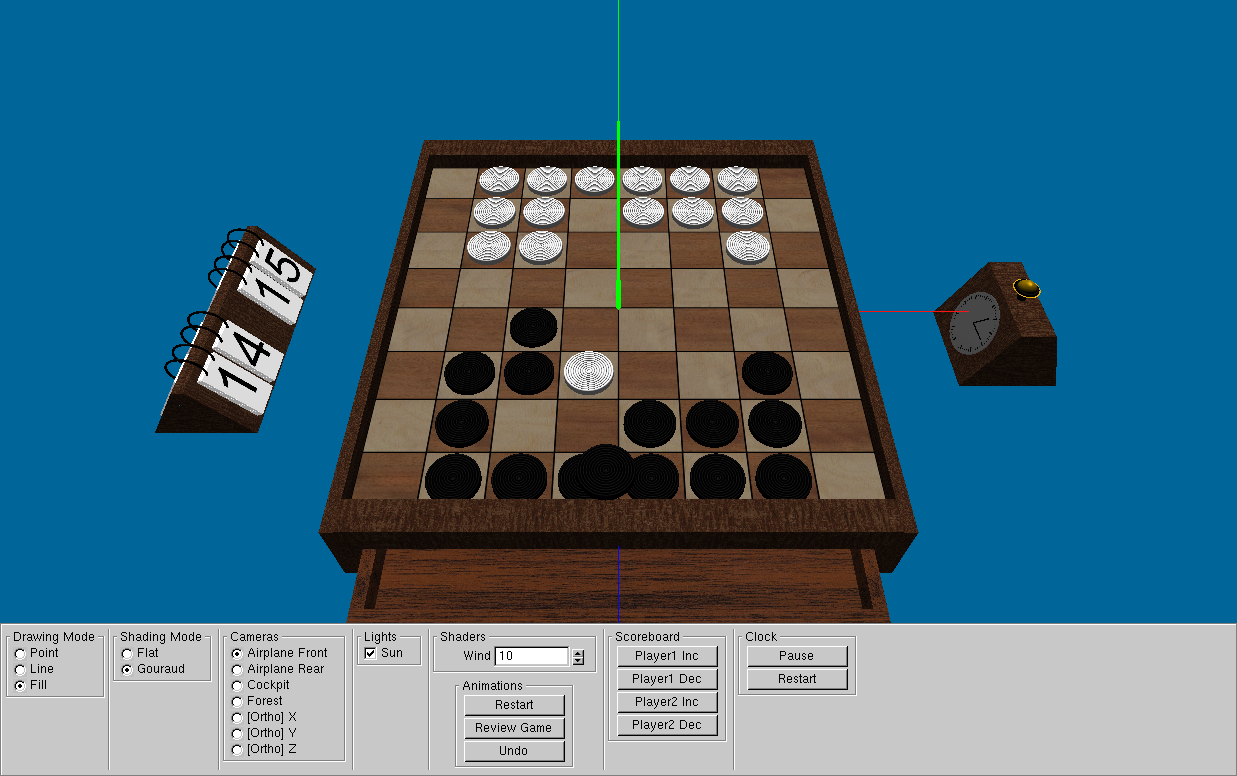 15
14
Drawing Mode
Point
Line
Fill
Shading Mode
Flat
Gouraud
Cameras
Airplane Front
Airplane Rear
Cockpit
Forest
[Ortho] X
[Ortho] Y
[Ortho] Z
Lights
Sun
Shaders
Wind 10
Animations
Restart
Review Game
Undo
Scoreboard
Player1 Inc
Player1 Dec
Player2 Inc
Player2 Dec
Clock
Pause
Restart